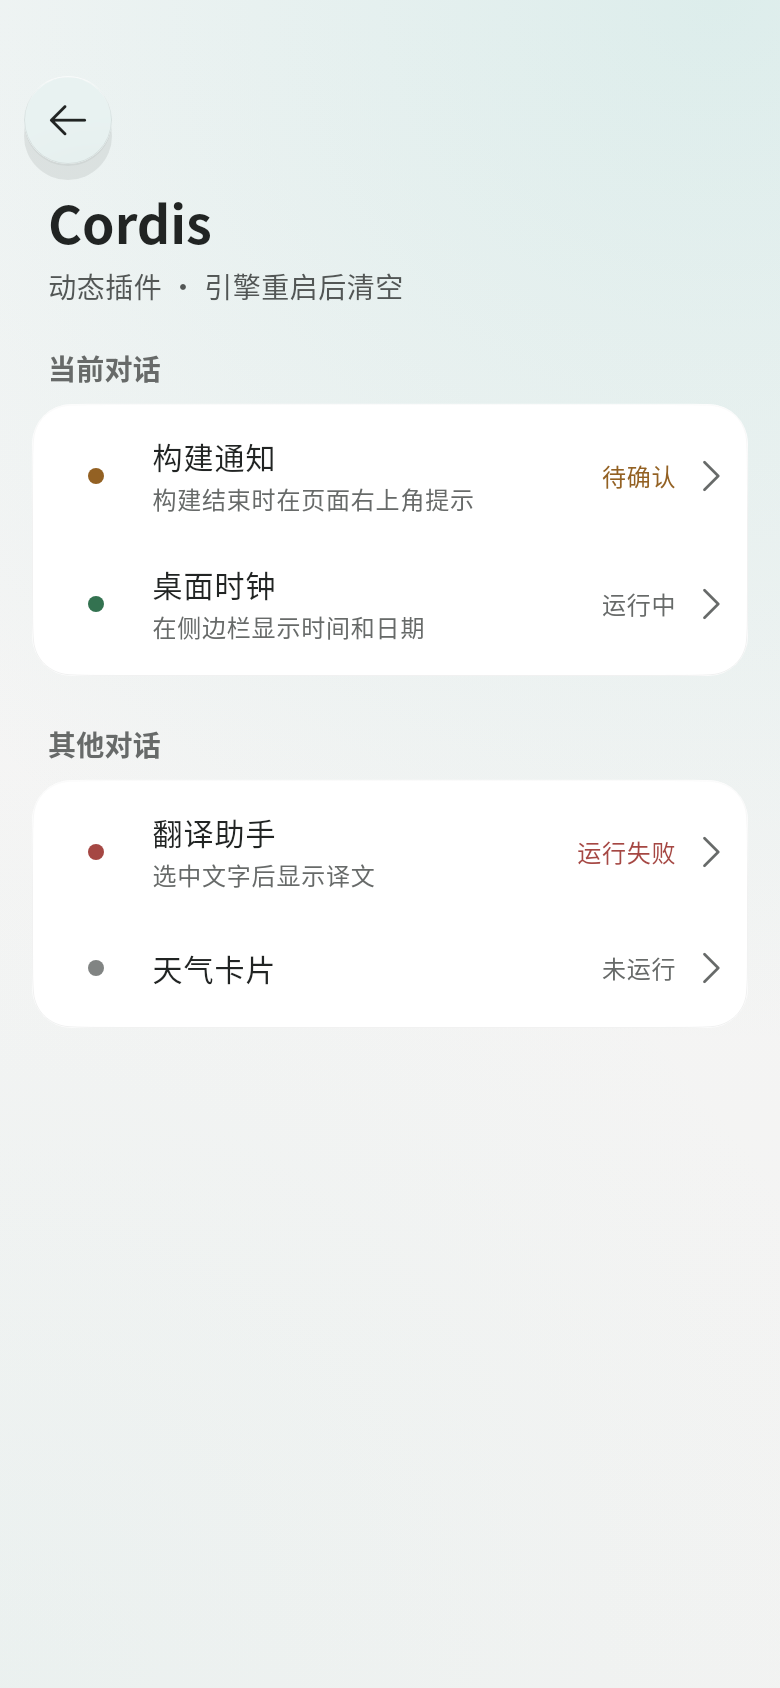 Cordis
动态插件 · 引擎重启后清空
当前对话
构建通知
构建结束时在页面右上角提示
待确认
桌面时钟
在侧边栏显示时间和日期
运行中
其他对话
翻译助手
选中文字后显示译文
运行失败
天气卡片
未运行